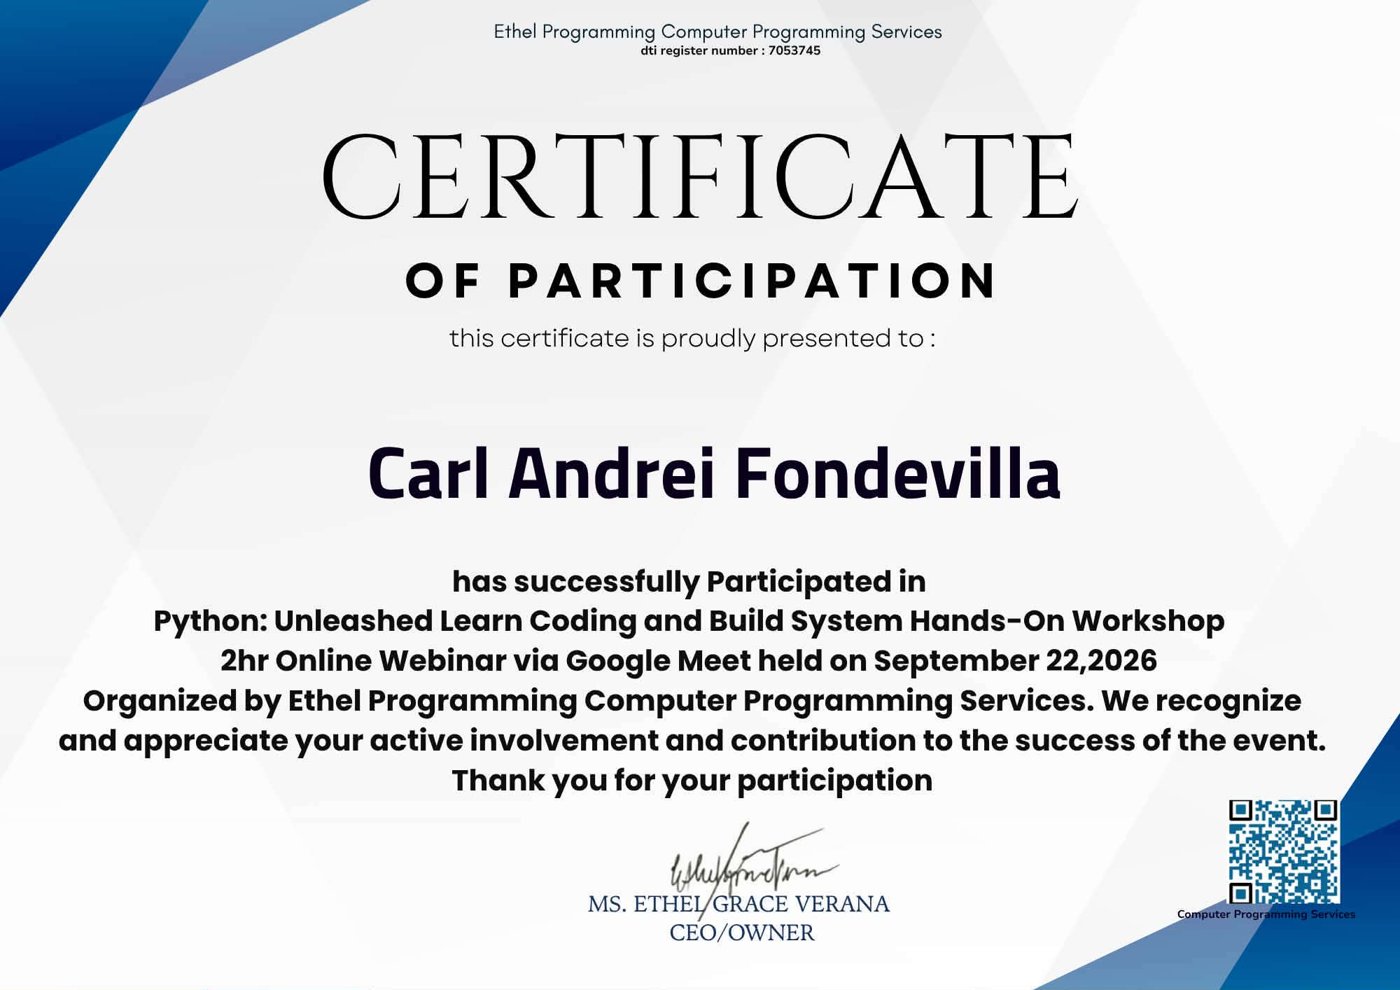 Ethel Programming Computer Programming Services
dti register number : 7053745
CERTIFICATE
OF PARTICIPATION
this certificate is proudly presented to :
Carl Andrei Fondevilla
has successfully Participated in
Python: Unleashed Learn Coding and Build System Hands-On Workshop
2hr Online Webinar via Google Meet held on September 22,2026
Organized by Ethel Programming Computer Programming Services. We recognize
and appreciate your active involvement and contribution to the success of the event.
Thank you for your participation
MS. ETHEL GRACE VERANA
CEO/OWNER
Computer Programming Services